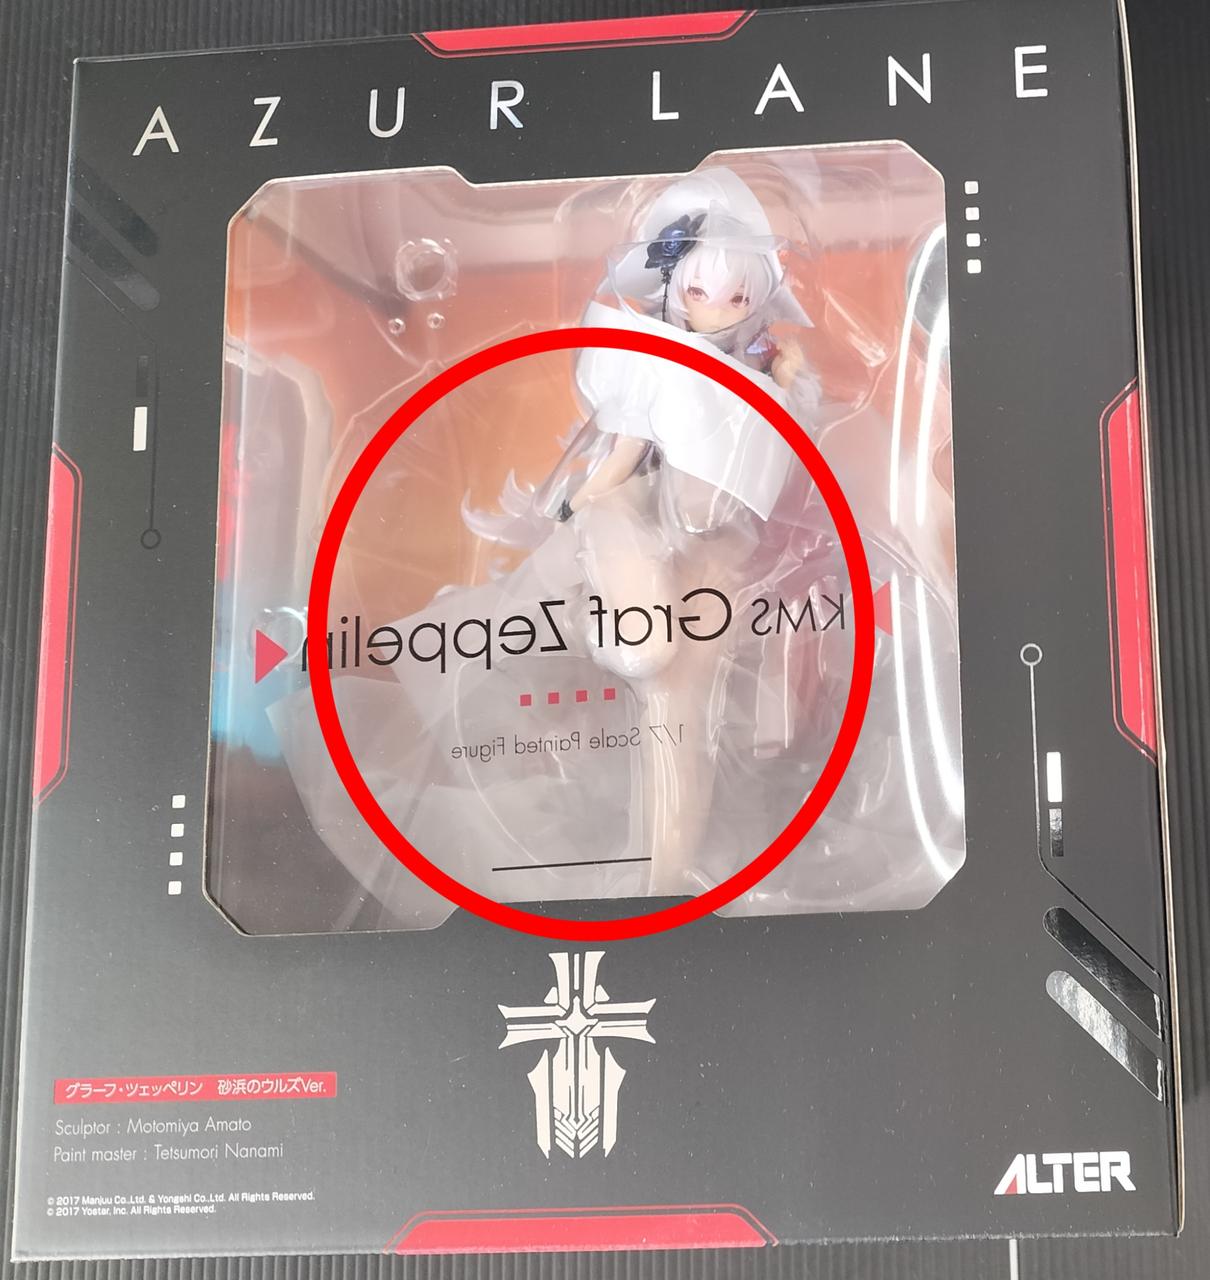 AZUR LANE
KMS Graf Zeppelin
1/7 Scale Painted Figure
グラーフ・ツェッペリン 砂浜のウルズVer.
Sculptor : Motomiya Amato
Paint master : Tetsumori Nanami
© 2017 Manjuu Co.,Ltd. & Yongshi Co.,Ltd. All Rights Reserved.
© 2017 Yostar, Inc. All Rights Reserved.
ALTER